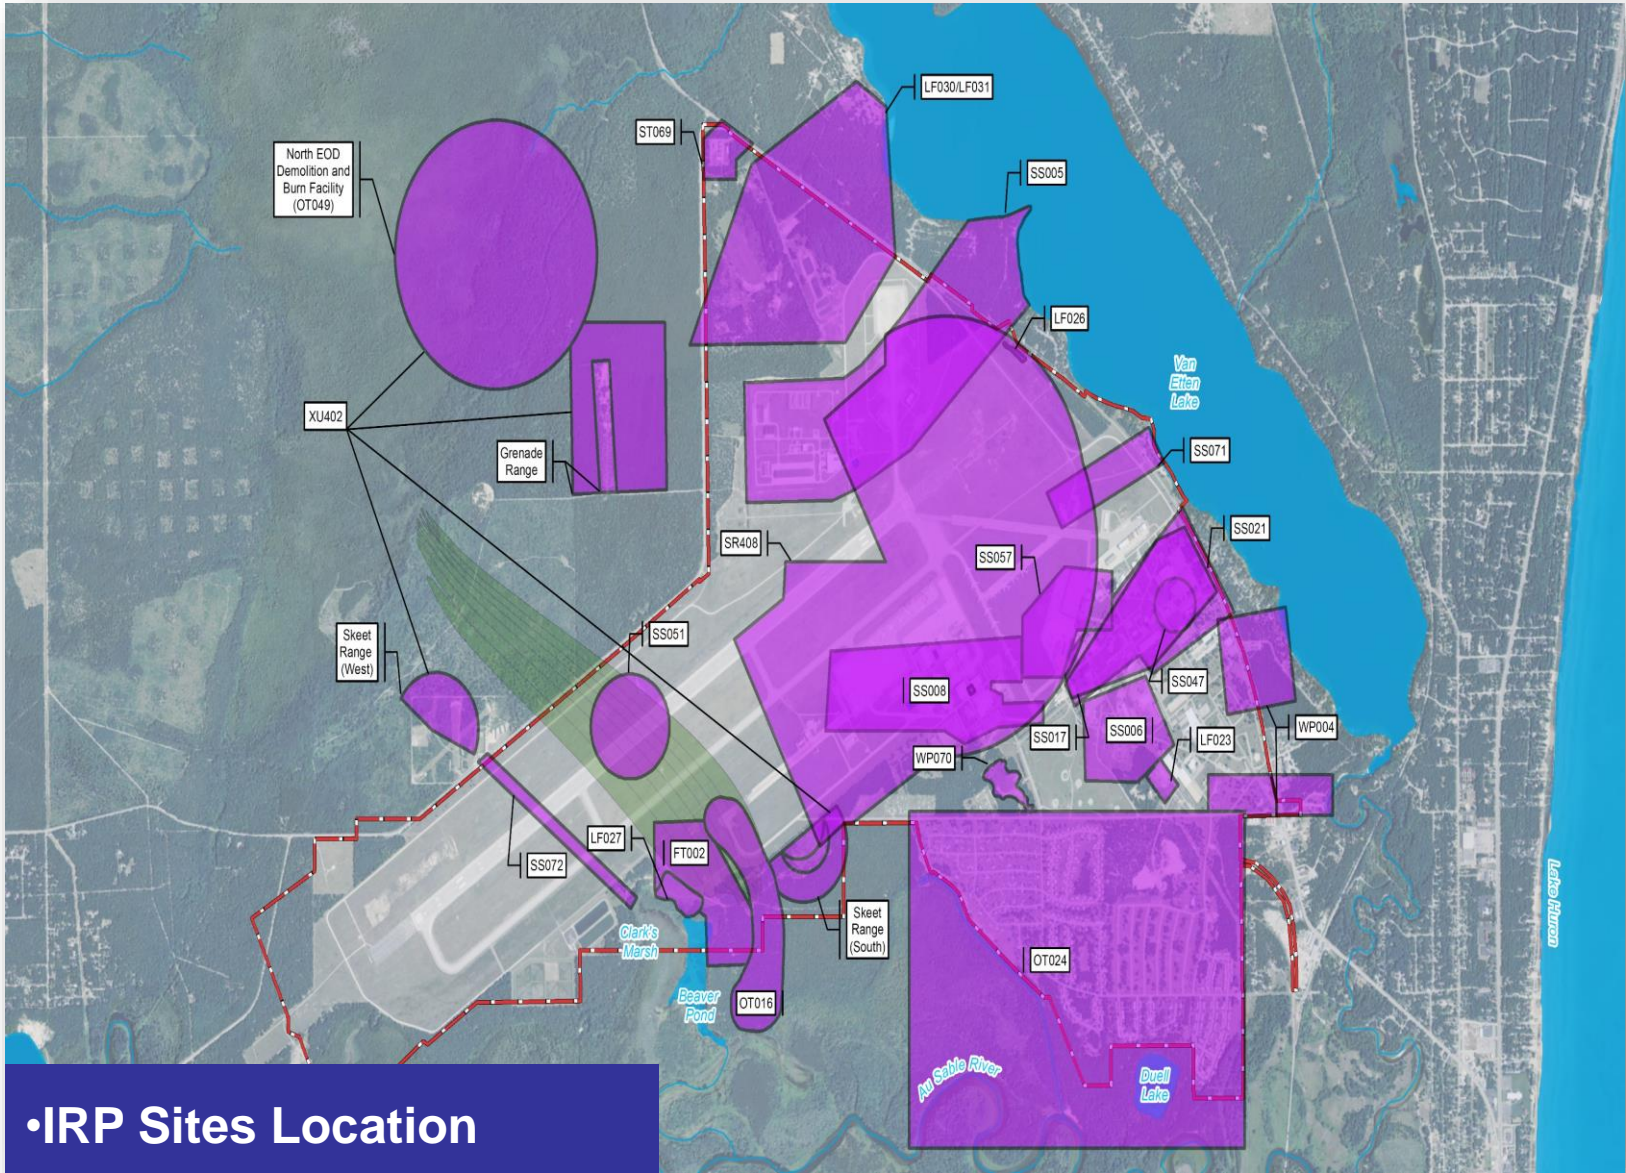 LF030/LF031
ST069
North EOD
Demolition and
Burn Facility
(OT049)
SS005
LF026
Van
Etten
Lake
XU402
Grenade
Range
SS071
SS021
SR408
SS057
Skeet
Range
(West)
SS051
SS008
SS047
SS017
SS006
WP004
LF023
WP070
LF027
FT002
SS072
Skeet
Range
(South)
Clark's
Marsh
Lake Huron
OT024
Beaver
Pond
OT016
Au Sable River
Duell
Lake
•IRP Sites Location